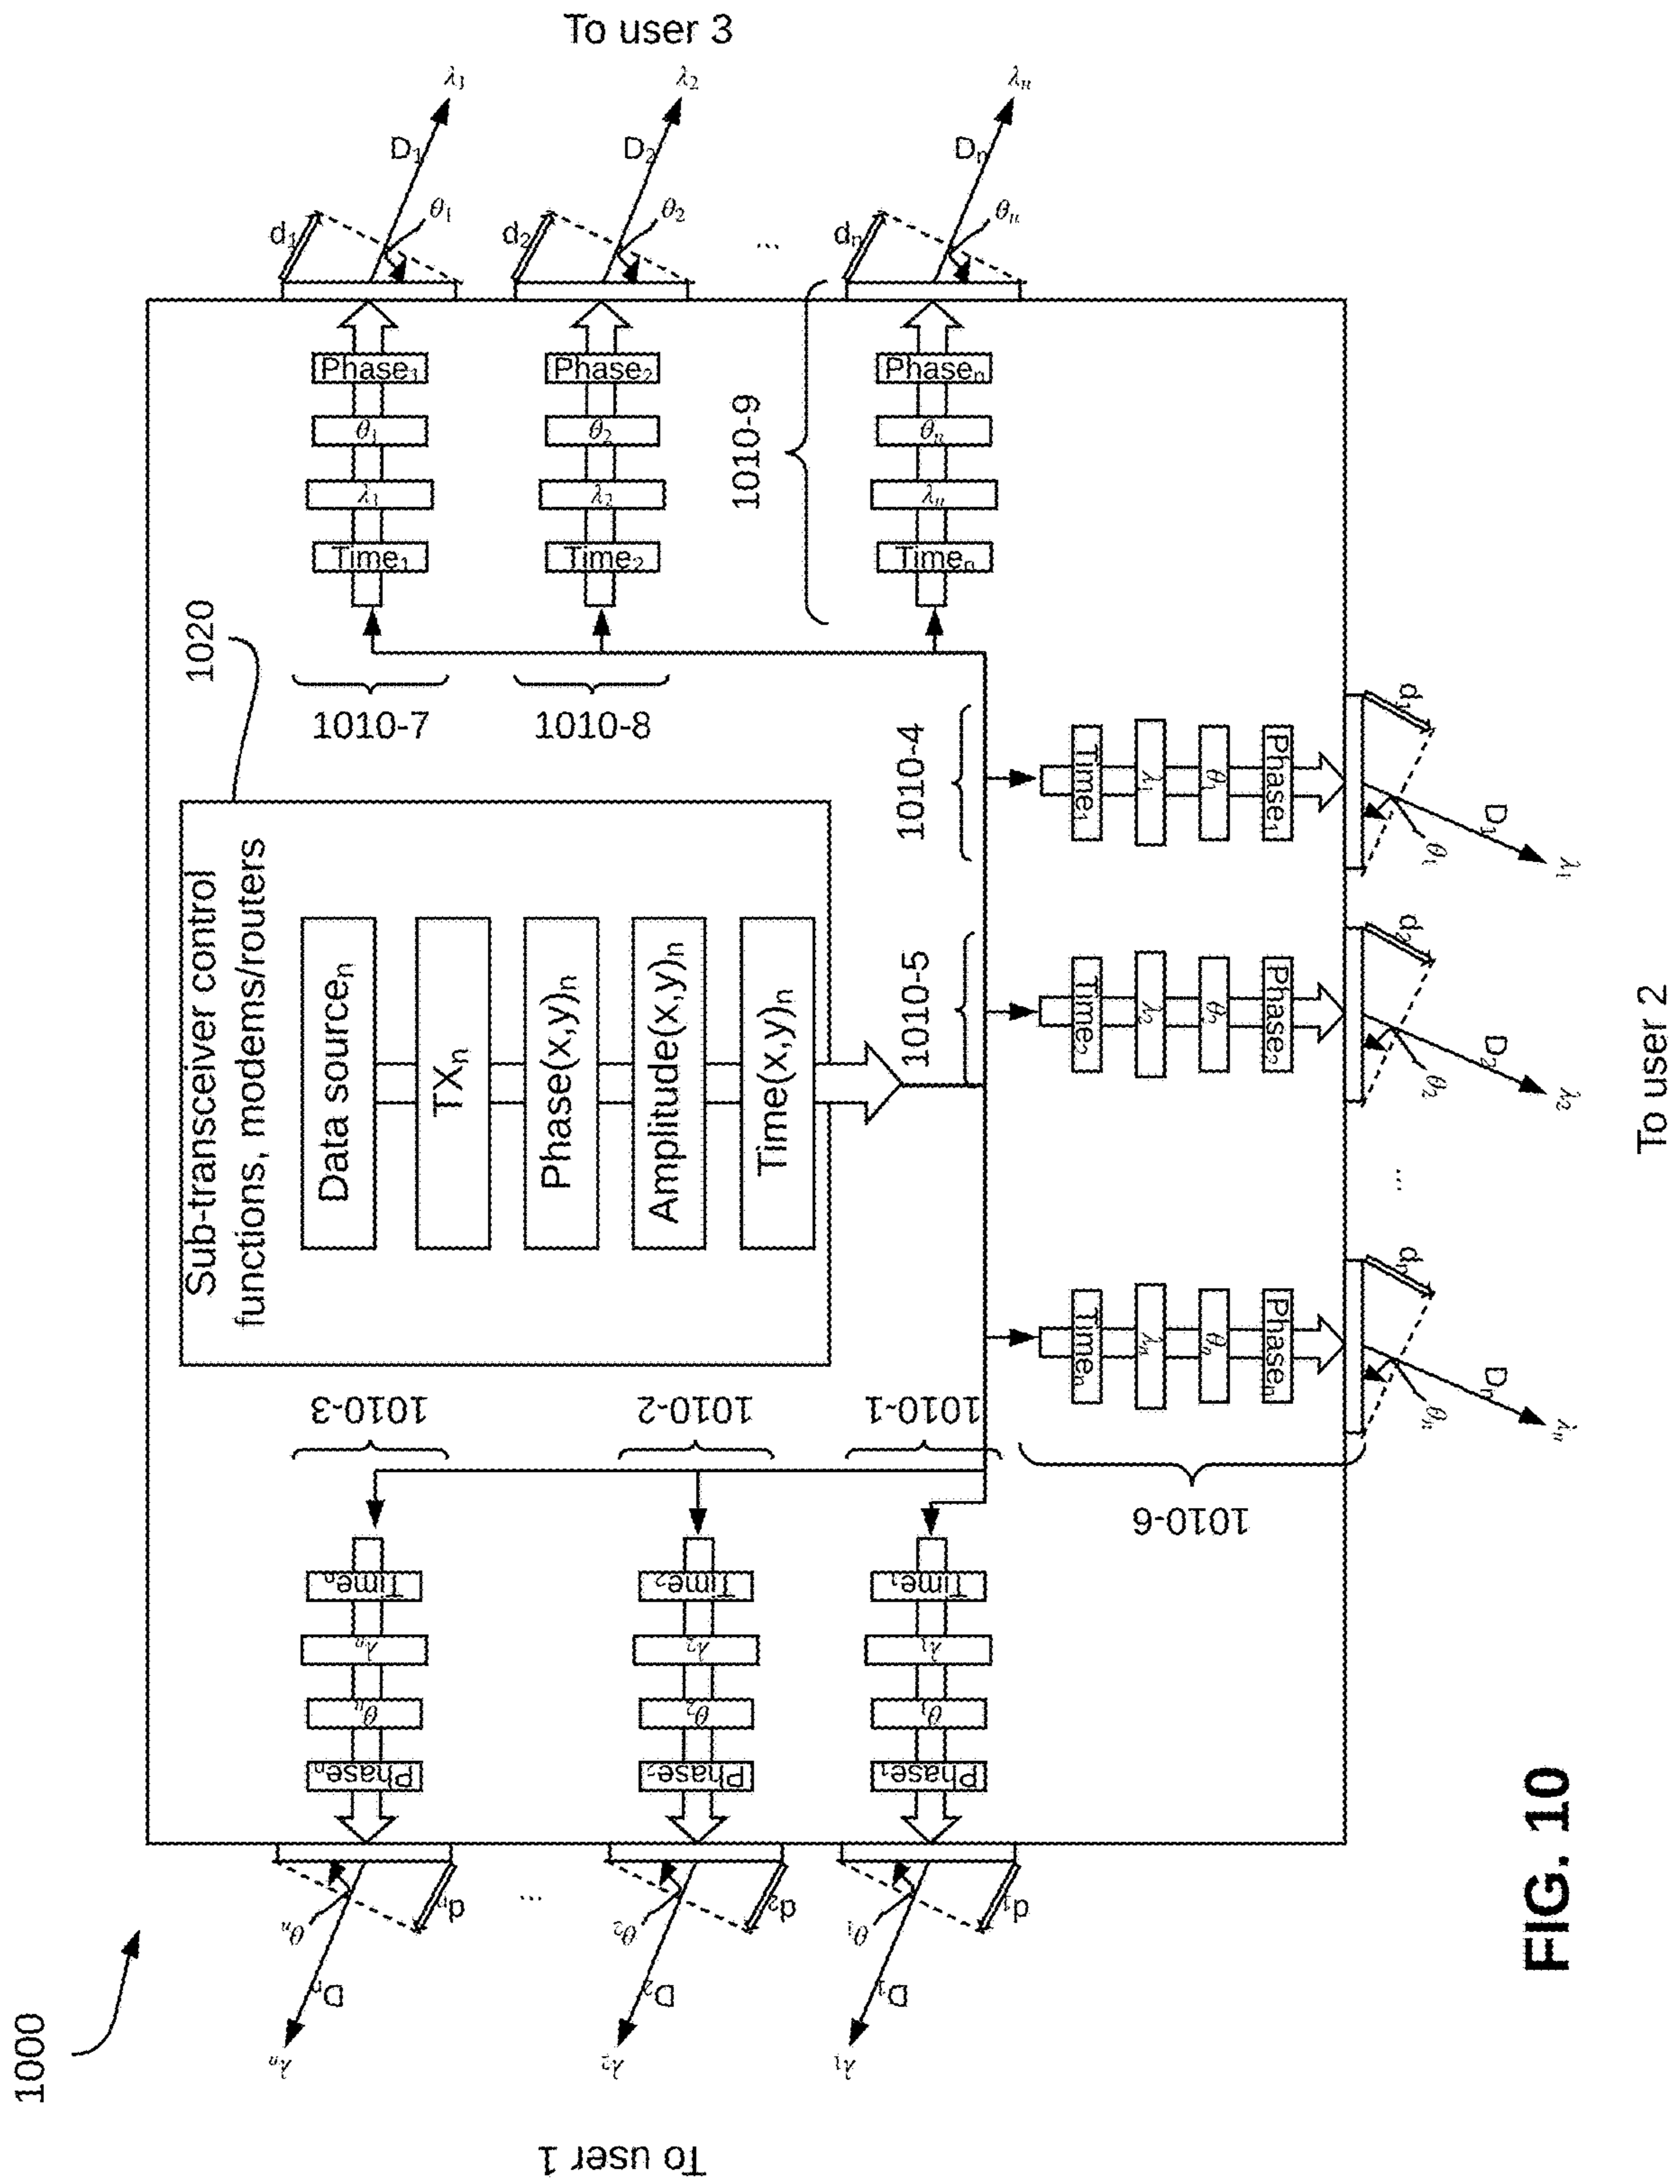 To user 3
λ₃
λ₂
λₙ
D₁
D₂
Dₙ
θ₁
θ₂
θₙ
d₁
d₂
...
dₙ
Phase₃
Phase₂
Phaseₙ
θ₁
θ₂
θₙ
1010-9
λ₃
λ₂
λₙ
Time₁
Time₂
Timeₙ
1020
1010-7
1010-8
Sub-transceiver control
functions, modems/routers
Data sourceₙ
TXₙ
Phase(x,y)ₙ
Amplitude(x,y)ₙ
Time(x,y)ₙ
1010-4
Time₁
λ₁
θ₁
Phase₁
d₁
D₁
θ₁
λ₁
1010-5
Time₂
λ₂
θ₂
Phase₂
d₂
D₂
θ₂
λ₂
To user 2
...
Timeₙ
λₙ
θₙ
Phaseₙ
dₙ
Dₙ
θₙ
λₙ
1010-6
1010-3
1010-2
1010-1
Timeₙ
Time₂
Time₁
λₙ
λ₂
λ₁
θₙ
θ₂
θ₁
Phaseₙ
Phase₂
Phase₁
dₙ
...
d₂
d₁
θₙ
θ₂
θ₁
Dₙ
D₂
D₁
λₙ
λ₂
λ₁
To user 1
1000
FIG. 10